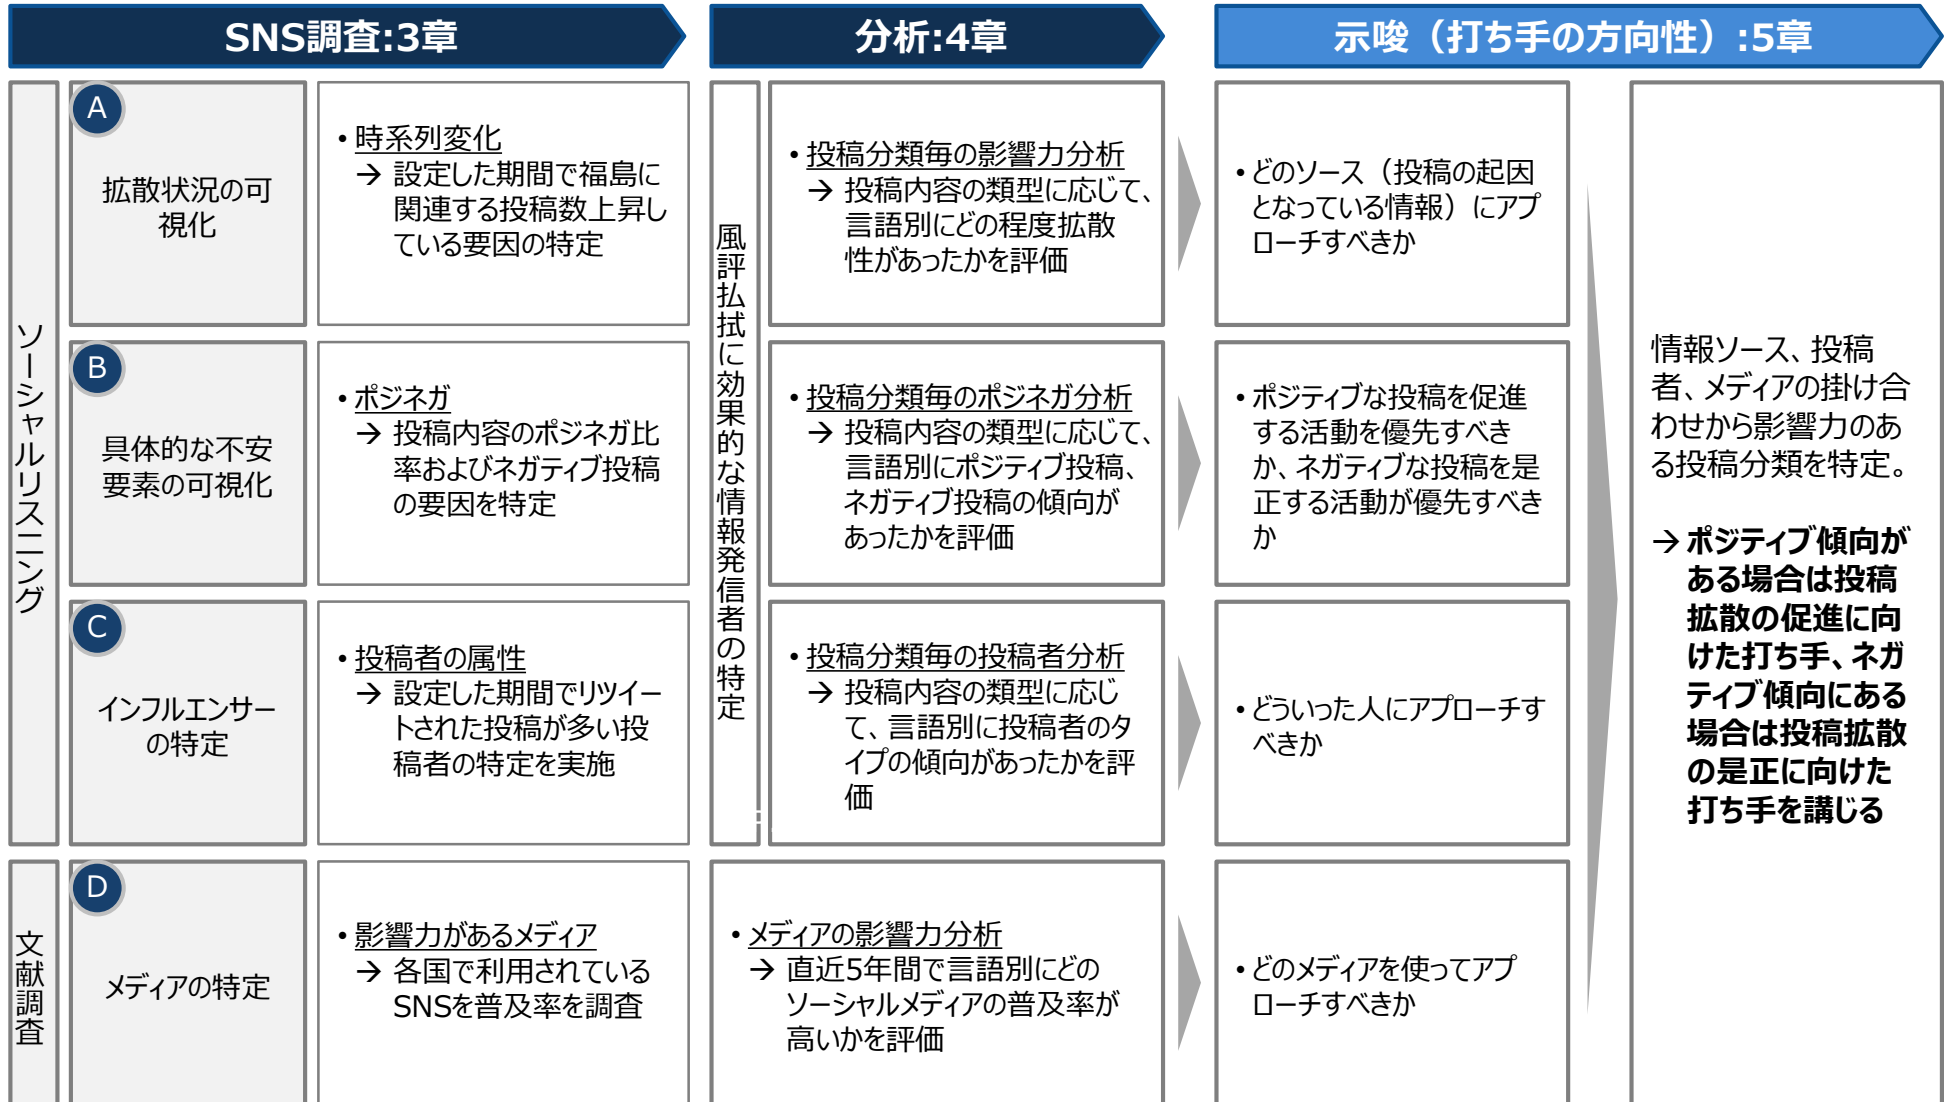 SNS調査:3章
分析:4章
示唆（打ち手の方向性）:5章
ソーシャルリスニング
A
拡散状況の可
視化
• 時系列変化
→ 設定した期間で福島に
関連する投稿数上昇し
ている要因の特定
風評払拭に効果的な情報発信者の特定
• 投稿分類毎の影響力分析
→ 投稿内容の類型に応じて、
言語別にどの程度拡散
性があったかを評価
• どのソース（投稿の起因
となっている情報）にアプ
ローチすべきか
B
具体的な不安
要素の可視化
• ポジネガ
→ 投稿内容のポジネガ比
率およびネガティブ投稿
の要因を特定
• 投稿分類毎のポジネガ分析
→ 投稿内容の類型に応じて、
言語別にポジティブ投稿、
ネガティブ投稿の傾向が
あったかを評価
• ポジティブな投稿を促進
する活動を優先すべき
か、ネガティブな投稿を是
正する活動が優先すべき
か
C
インフルエンサー
の特定
• 投稿者の属性
→ 設定した期間でリツイー
トされた投稿が多い投
稿者の特定を実施
• 投稿分類毎の投稿者分析
→ 投稿内容の類型に応じ
て、言語別に投稿者のタ
イプの傾向があったかを評
価
• どういった人にアプローチす
べきか
文献調査
D
メディアの特定
• 影響力があるメディア
→ 各国で利用されている
SNSを普及率を調査
• メディアの影響力分析
→ 直近5年間で言語別にどの
ソーシャルメディアの普及率が
高いかを評価
• どのメディアを使ってアプ
ローチすべきか
情報ソース、投稿
者、メディアの掛け合
わせから影響力のあ
る投稿分類を特定。
→ ポジティブ傾向が
ある場合は投稿
拡散の促進に向
けた打ち手、ネガ
ティブ傾向にある
場合は投稿拡散
の是正に向けた
打ち手を講じる